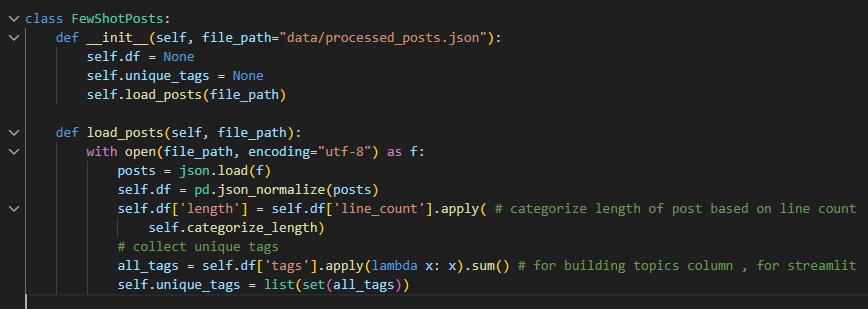 class FewShotPosts:
    def __init__(self, file_path="data/processed_posts.json"):
        self.df = None
        self.unique_tags = None
        self.load_posts(file_path)

    def load_posts(self, file_path):
        with open(file_path, encoding="utf-8") as f:
            posts = json.load(f)
            self.df = pd.json_normalize(posts)
            self.df['length'] = self.df['line_count'].apply( # categorize length of post based on line count
                self.categorize_length)
            # collect unique tags
            all_tags = self.df['tags'].apply(lambda x: x).sum() # for building topics column , for streamlit
            self.unique_tags = list(set(all_tags))